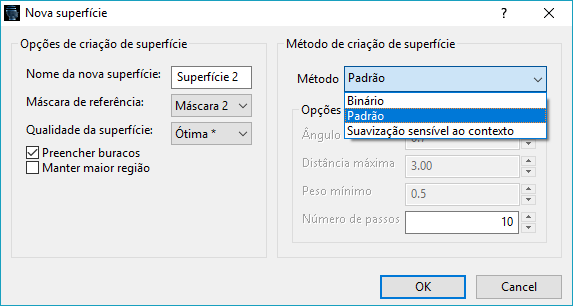 Nova superfície
?
Opções de criação de superfície
Nome da nova superfície: Superfície 2
Máscara de referência: Máscara 2
Qualidade da superfície: Ótima *
Preencher buracos
Manter maior região
Método de criação de superfície
Método Padrão
Binário
Padrão
Suavização sensível ao contexto
Opções
Ângulo
Distância máxima 3.00
Peso mínimo 0.5
Número de passos 10
OK Cancel